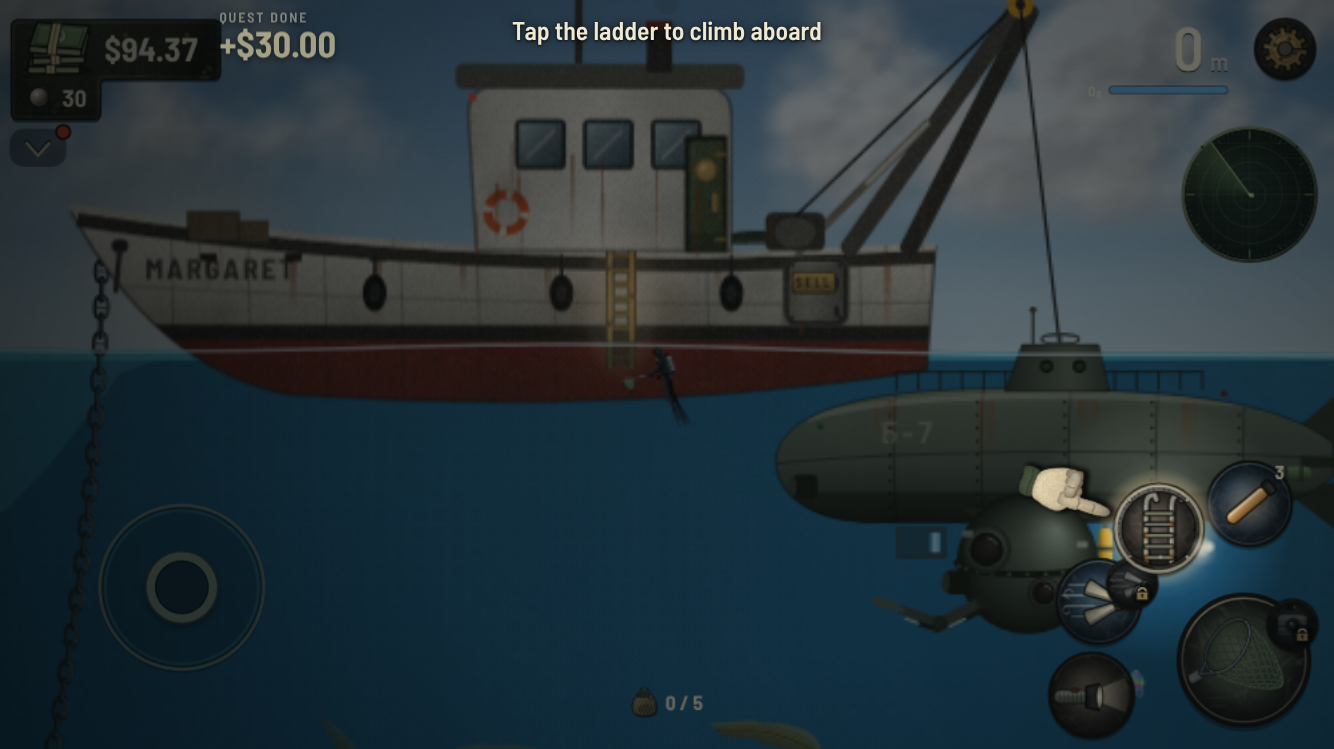 QUEST DONE
+$30.00
$94.37
30
Tap the ladder to climb aboard
0 m
0s
MARGARET
SELL
Б-7
3
0 / 5